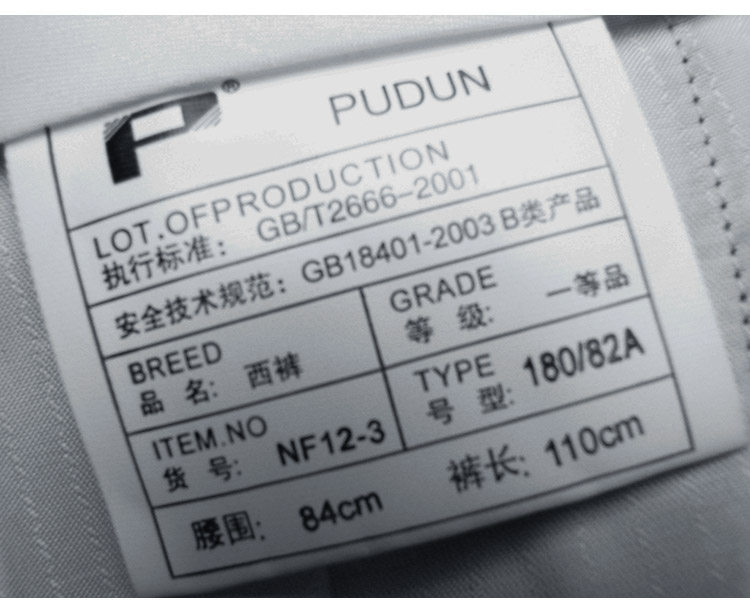 P®
PUDUN
LOT.OFPRODUCTION
执行标准: GB/T2666-2001
安全技术规范: GB18401-2003 B类产品
BREED
品 名: 西裤
GRADE
等 级: 一等品
ITEM.NO
货 号: NF12-3
TYPE
号 型: 180/82A
腰围: 84cm 裤长: 110cm